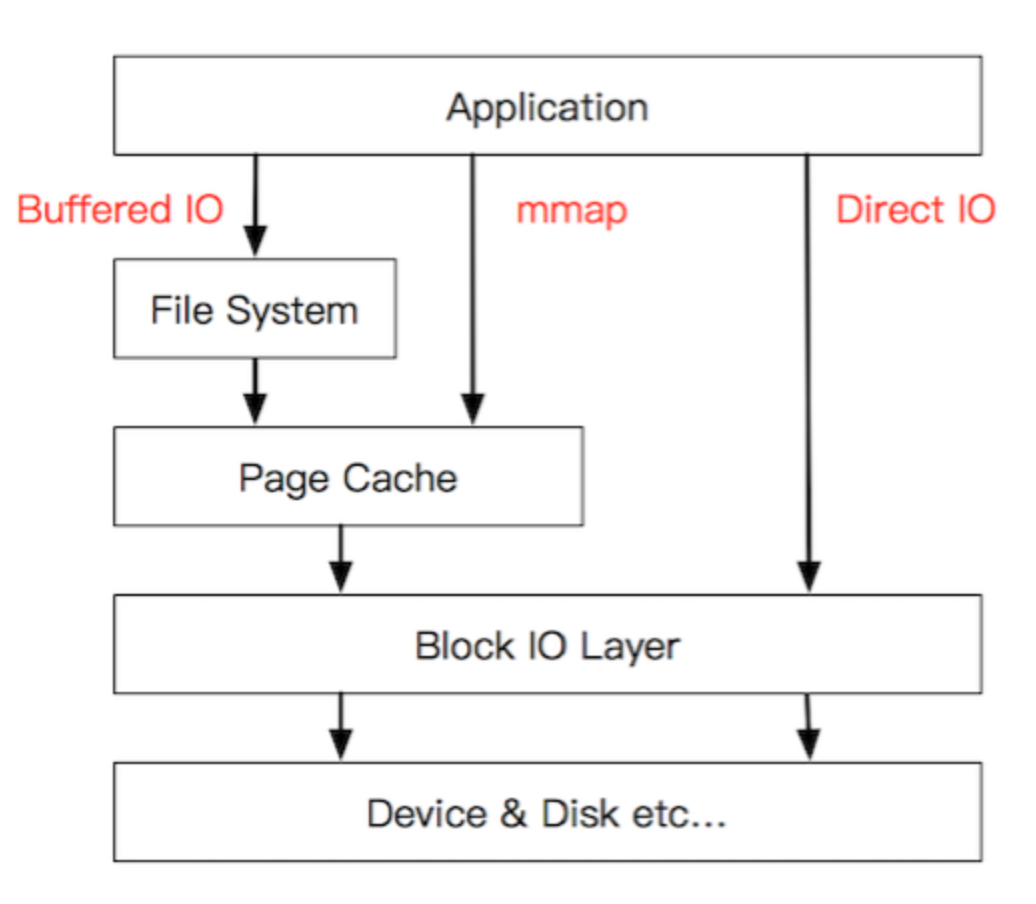 Application
Buffered IO
mmap
Direct IO
File System
Page Cache
Block IO Layer
Device & Disk etc...